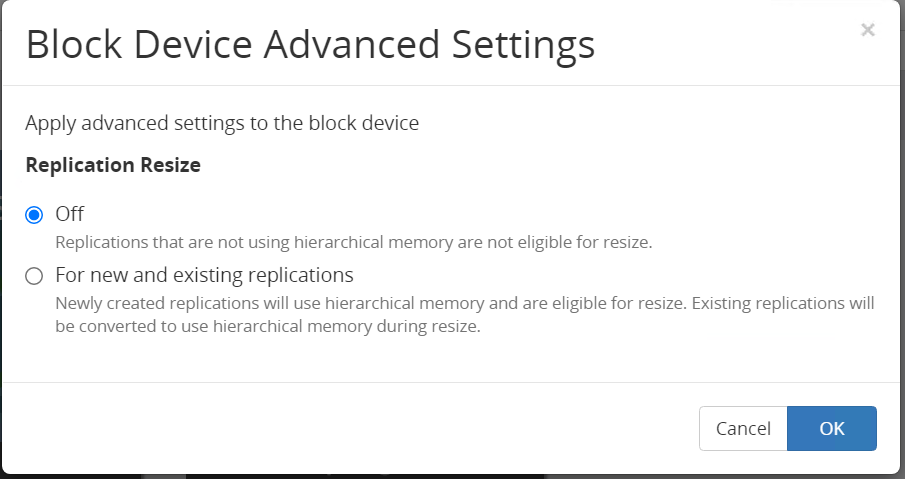 Block Device Advanced Settings
×
Apply advanced settings to the block device
Replication Resize
Off
Replications that are not using hierarchical memory are not eligible for resize.
For new and existing replications
Newly created replications will use hierarchical memory and are eligible for resize. Existing replications will
be converted to use hierarchical memory during resize.
Cancel
OK